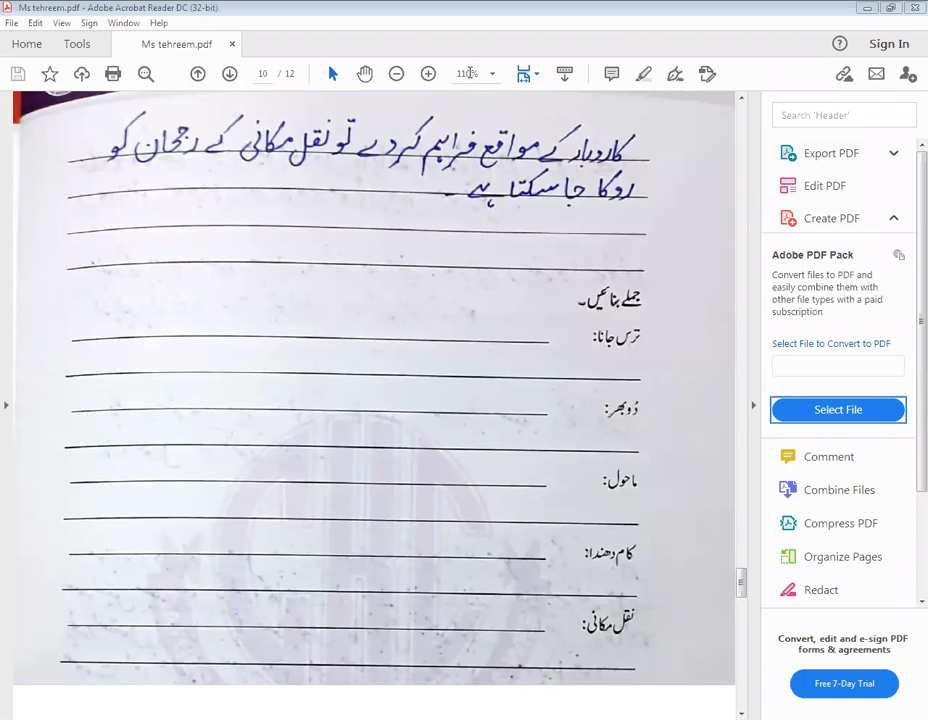 Ms tehreem.pdf - Adobe Acrobat Reader DC (32-bit)
File Edit View Sign Window Help
Home Tools Ms tehreem.pdf × Sign In
10 / 12 110%
کاروبار کے مواقع فراہم کردے تو نقل مکانی کے رجحان کو
روکا جا سکتا ہے۔
جملے بنائیں۔
ترس جانا:
دُوبھر:
ماحول:
کام دھندا:
نقل مکانی:
Search 'Header'
Export PDF
Edit PDF
Create PDF
Adobe PDF Pack
Convert files to PDF and
easily combine them with
other file types with a paid
subscription
Select File to Convert to PDF
Select File
Comment
Combine Files
Compress PDF
Organize Pages
Redact
Convert, edit and e-sign PDF
forms & agreements
Free 7-Day Trial